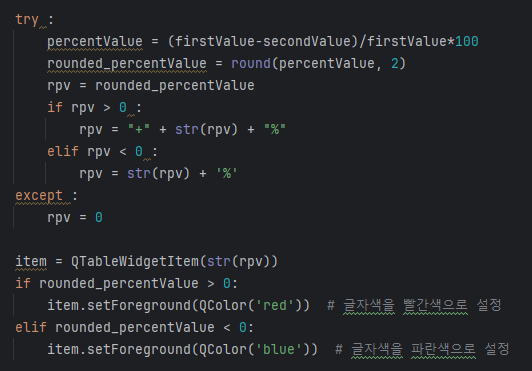 try :
    percentValue = (firstValue-secondValue)/firstValue*100
    rounded_percentValue = round(percentValue, 2)
    rpv = rounded_percentValue
    if rpv > 0 :
        rpv = "+" + str(rpv) + "%"
    elif rpv < 0 :
        rpv = str(rpv) + '%'
except :
    rpv = 0

item = QTableWidgetItem(str(rpv))
if rounded_percentValue > 0:
    item.setForeground(QColor('red'))  # 글자색을 빨간색으로 설정
elif rounded_percentValue < 0:
    item.setForeground(QColor('blue'))  # 글자색을 파란색으로 설정